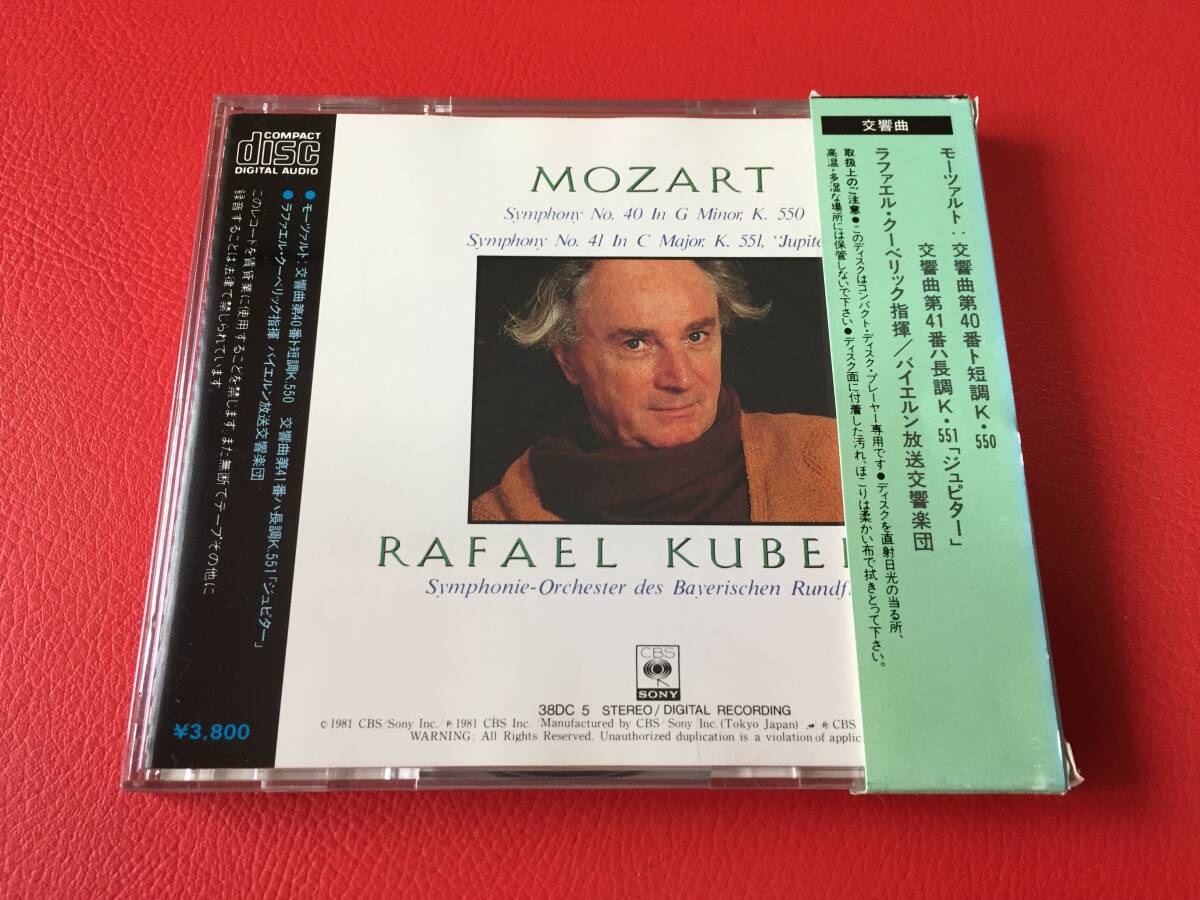 COMPACT
disc
DIGITAL AUDIO
●モーツァルト：交響曲第40番ト短調K.550　交響曲第41番ハ長調K.551「ジュピター」
●ラファエル・クーベリック指揮　バイエルン放送交響楽団
このレコードを賃貸業に使用することを禁じます。また無断でテープその他に
録音することは法律で禁じられています
¥3,800
MOZART
Symphony No. 40 In G Minor, K. 550
Symphony No. 41 In C Major, K. 551, "Jupite
RAFAEL KUBE
Symphonie-Orchester des Bayerischen Rundf
CBS
SONY
38DC 5 STEREO/DIGITAL RECORDING
© 1981 CBS/Sony Inc./℗ 1981 CBS Inc./Manufactured by CBS/Sony Inc. (Tokyo Japan)/ ® CBS
WARNING: All Rights Reserved. Unauthorized duplication is a violation of applic
交響曲
モーツァルト：交響曲第40番ト短調K・550
交響曲第41番ハ長調K・551「ジュピター」
ラファエル・クーベリック指揮／バイエルン放送交響楽団
取扱上のご注意●このディスクはコンパクト・ディスク・プレーヤー専用です●ディスクを直射日光の当る所、
高温・多湿な場所には保管しないで下さい●ディスク面に付着した汚れ、ほこりは柔かい布で拭きとって下さい。